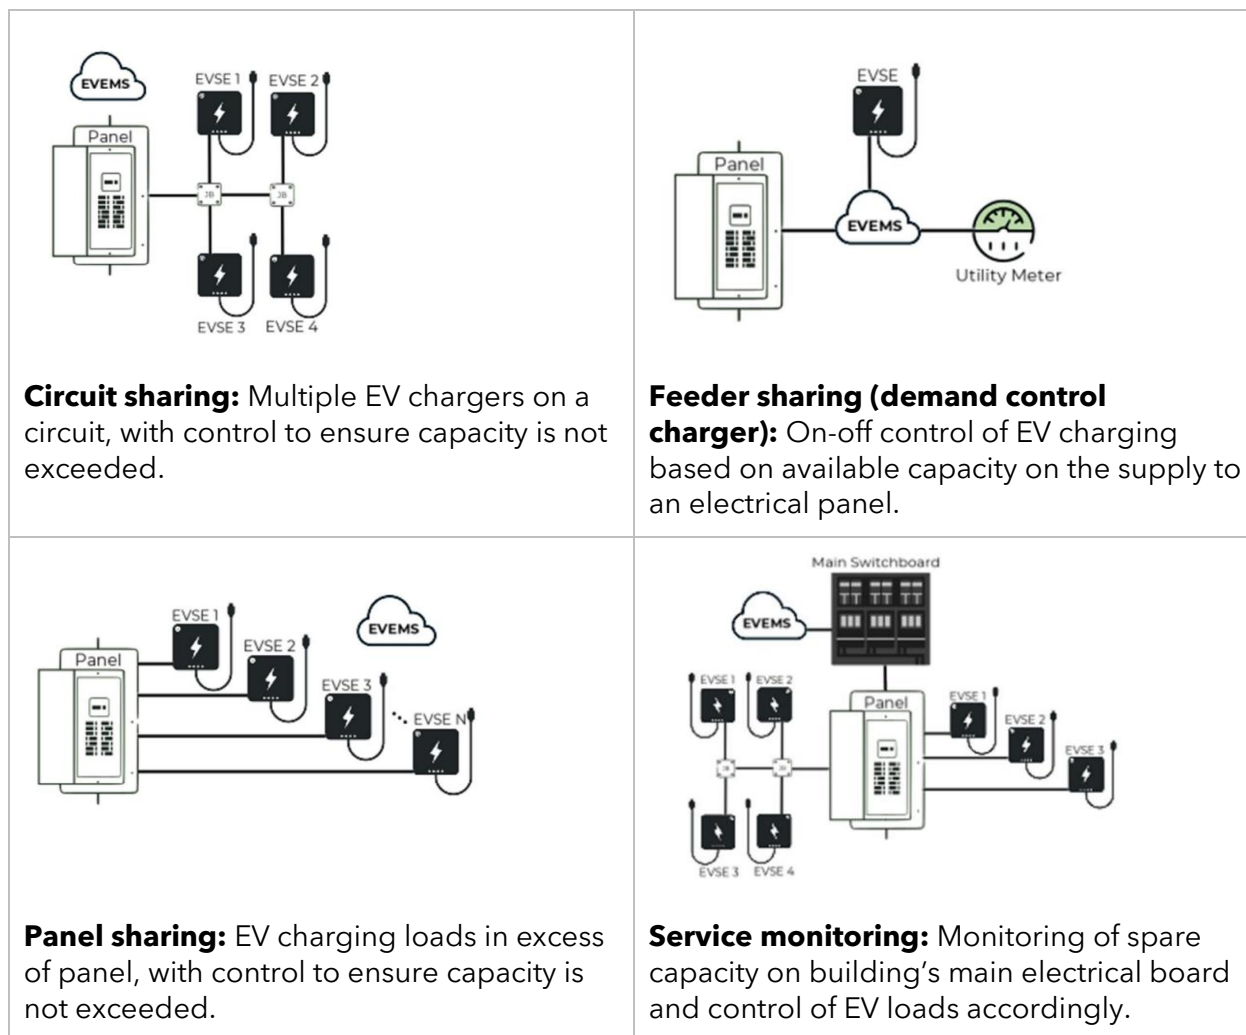 EVEMS
EVSE 1 EVSE 2
Panel
JB JB
EVSE 3 EVSE 4
Circuit sharing: Multiple EV chargers on a
circuit, with control to ensure capacity is not
exceeded.
EVSE
Panel
EVEMS
Utility Meter
Feeder sharing (demand control
charger): On-off control of EV charging
based on available capacity on the supply to
an electrical panel.
EVSE 1
EVEMS
EVSE 2
Panel
EVSE 3
EVSE N
Panel sharing: EV charging loads in excess
of panel, with control to ensure capacity is
not exceeded.
Main Switchboard
EVEMS
EVSE 1 EVSE 2
Panel
EVSE 1
EVSE 2
EVSE 3
JB JB
EVSE 3 EVSE 4
Service monitoring: Monitoring of spare
capacity on building’s main electrical board
and control of EV loads accordingly.